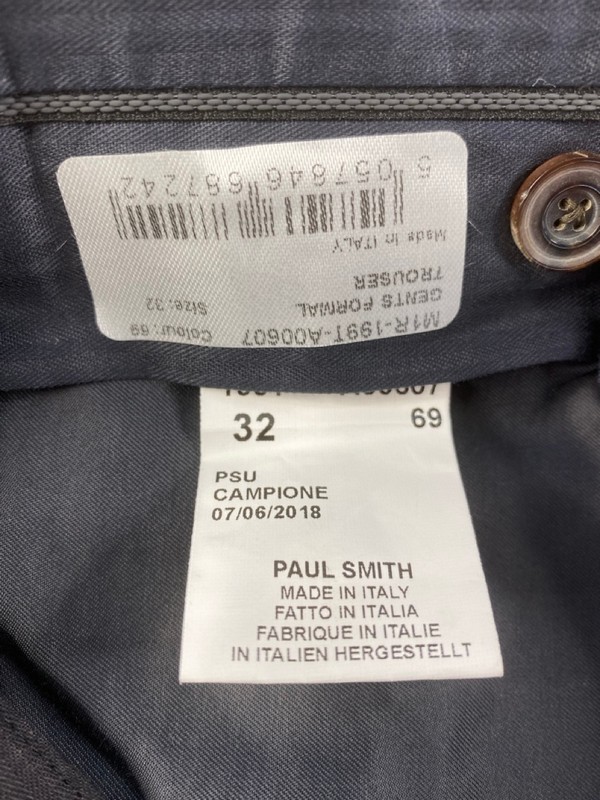 M1R-199T-A00607 Colour: 69
GENTS FORMAL Size: 32
TROUSER
Made in ITALY
5 057846 687242
32 69
PSU
CAMPIONE
07/06/2018
PAUL SMITH
MADE IN ITALY
FATTO IN ITALIA
FABRIQUE IN ITALIE
IN ITALIEN HERGESTELLT